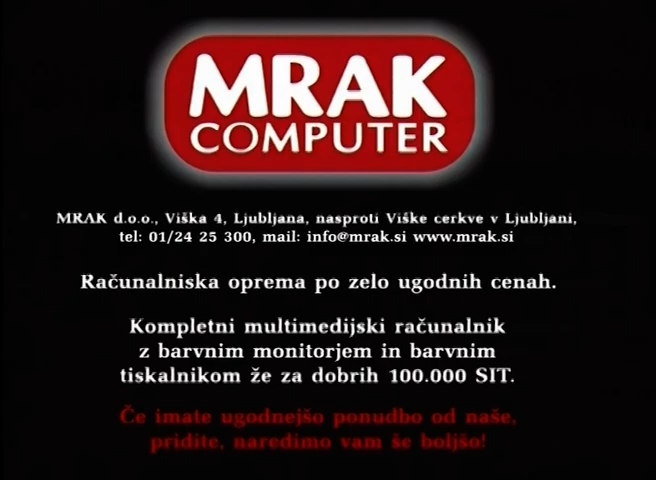 MRAK
COMPUTER
MRAK d.o.o., Viška 4, Ljubljana, nasproti Viške cerkve v Ljubljani,
tel: 01/24 25 300, mail: info@mrak.si www.mrak.si
Računalniska oprema po zelo ugodnih cenah.
Kompletni multimedijski računalnik
z barvnim monitorjem in barvnim
tiskalnikom že za dobrih 100.000 SIT.
Če imate ugodnejšo ponudbo od naše,
pridite, naredimo vam še boljšo!